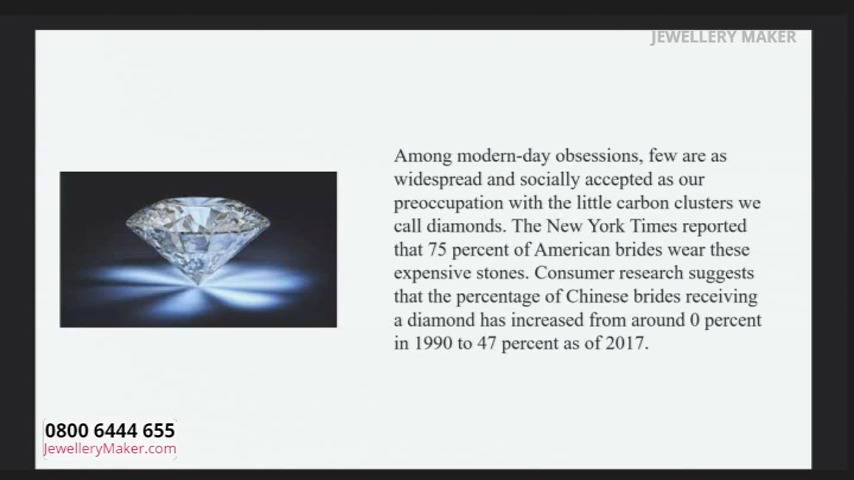 JEWELLERY MAKER
Among modern-day obsessions, few are as
widespread and socially accepted as our
preoccupation with the little carbon clusters we
call diamonds. The New York Times reported
that 75 percent of American brides wear these
expensive stones. Consumer research suggests
that the percentage of Chinese brides receiving
a diamond has increased from around 0 percent
in 1990 to 47 percent as of 2017.
0800 6444 655
JewelleryMaker.com